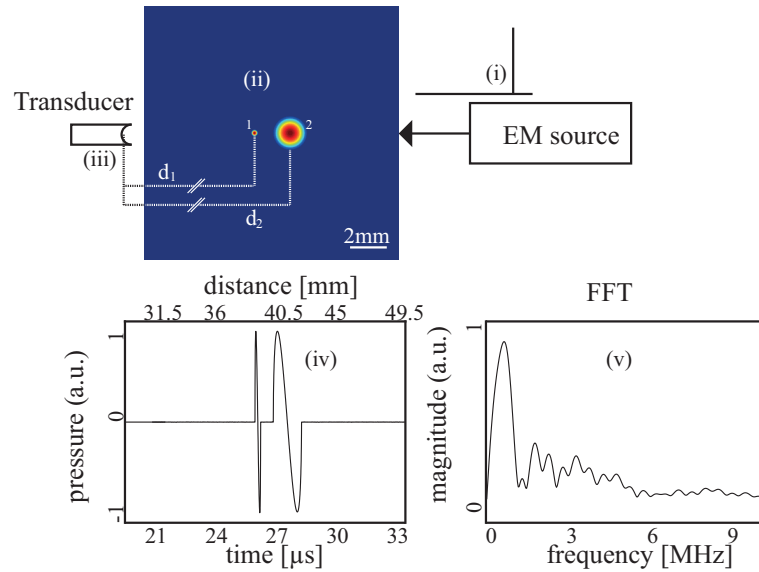 (i)
(ii)
Transducer
(iii)
1
2
EM source
d1
d2
2mm
distance [mm]
31.5 36 40.5 45 49.5
(iv)
pressure (a.u.)
1
0
-1
21 24 27 30 33
time [µs]
FFT
(v)
magnitude (a.u.)
1
0
0 3 6 9
frequency [MHz]